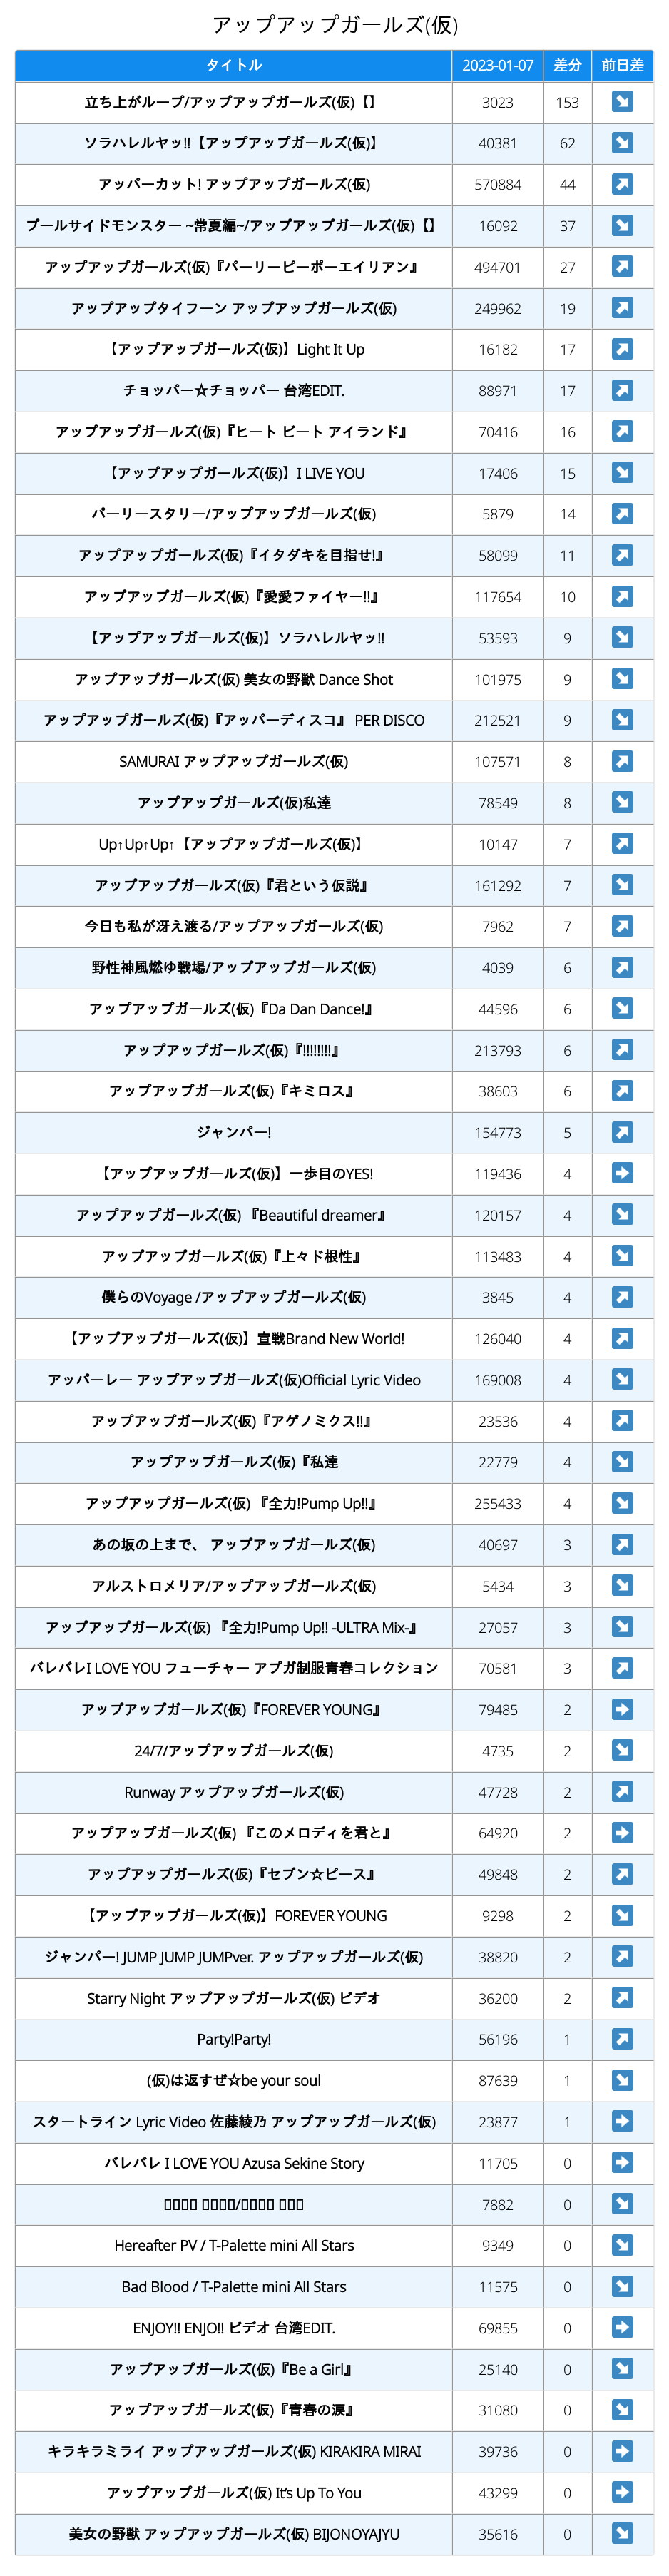 アップアップガールズ(仮)
タイトル 2023-01-07 差分 前日差
立ち上がループ/アップアップガールズ(仮)【】 3023 153 ↘
ソラハレルヤッ!!【アップアップガールズ(仮)】 40381 62 ↘
アッパーカット! アップアップガールズ(仮) 570884 44 ↗
プールサイドモンスター ~常夏編~/アップアップガールズ(仮)【】 16092 37 ↘
アップアップガールズ(仮)『パーリーピーポーエイリアン』 494701 27 ↗
アップアップタイフーン アップアップガールズ(仮) 249962 19 ↗
【アップアップガールズ(仮)】Light It Up 16182 17 ↗
チョッパー☆チョッパー 台湾EDIT. 88971 17 ↗
アップアップガールズ(仮)『ヒート ビート アイランド』 70416 16 ↗
【アップアップガールズ(仮)】I LIVE YOU 17406 15 ↘
パーリースタリー/アップアップガールズ(仮) 5879 14 ↗
アップアップガールズ(仮)『イタダキを目指せ!』 58099 11 ↗
アップアップガールズ(仮)『愛愛ファイヤー!!』 117654 10 ↗
【アップアップガールズ(仮)】ソラハレルヤッ!! 53593 9 ↘
アップアップガールズ(仮) 美女の野獣 Dance Shot 101975 9 ↘
アップアップガールズ(仮)『アッパーディスコ』 PER DISCO 212521 9 ↘
SAMURAI アップアップガールズ(仮) 107571 8 ↗
アップアップガールズ(仮)私達 78549 8 ↘
Up↑Up↑Up↑【アップアップガールズ(仮)】 10147 7 ↗
アップアップガールズ(仮)『君という仮説』 161292 7 ↘
今日も私が冴え渡る/アップアップガールズ(仮) 7962 7 ↗
野性神風燃ゆ戦場/アップアップガールズ(仮) 4039 6 ↗
アップアップガールズ(仮)『Da Dan Dance!』 44596 6 ↘
アップアップガールズ(仮)『!!!!!!!!』 213793 6 ↗
アップアップガールズ(仮)『キミロス』 38603 6 ↗
ジャンパー! 154773 5 ↗
【アップアップガールズ(仮)】一歩目のYES! 119436 4 →
アップアップガールズ(仮) 『Beautiful dreamer』 120157 4 ↘
アップアップガールズ(仮)『上々ド根性』 113483 4 ↘
僕らのVoyage /アップアップガールズ(仮) 3845 4 ↗
【アップアップガールズ(仮)】宣戦Brand New World! 126040 4 ↗
アッパーレー アップアップガールズ(仮)Official Lyric Video 169008 4 ↘
アップアップガールズ(仮)『アゲノミクス!!』 23536 4 ↗
アップアップガールズ(仮)『私達 22779 4 ↘
アップアップガールズ(仮) 『全力!Pump Up!!』 255433 4 ↘
あの坂の上まで、 アップアップガールズ(仮) 40697 3 ↗
アルストロメリア/アップアップガールズ(仮) 5434 3 ↘
アップアップガールズ(仮) 『全力!Pump Up!! -ULTRA Mix-』 27057 3 ↘
バレバレI LOVE YOU フューチャー アプガ制服青春コレクション 70581 3 ↗
アップアップガールズ(仮)『FOREVER YOUNG』 79485 2 →
24/7/アップアップガールズ(仮) 4735 2 ↘
Runway アップアップガールズ(仮) 47728 2 ↗
アップアップガールズ(仮) 『このメロディを君と』 64920 2 →
アップアップガールズ(仮)『セブン☆ピース』 49848 2 ↗
【アップアップガールズ(仮)】FOREVER YOUNG 9298 2 ↘
ジャンパー! JUMP JUMP JUMPver. アップアップガールズ(仮) 38820 2 ↗
Starry Night アップアップガールズ(仮) ビデオ 36200 2 ↗
Party!Party! 56196 1 ↗
(仮)は返すぜ☆be your soul 87639 1 ↘
スタートライン Lyric Video 佐藤綾乃 アップアップガールズ(仮) 23877 1 →
バレバレ I LOVE YOU Azusa Sekine Story 11705 0 →
▯▯▯▯ ▯▯▯▯/▯▯▯▯ ▯▯▯ 7882 0 ↘
Hereafter PV / T-Palette mini All Stars 9349 0 ↘
Bad Blood / T-Palette mini All Stars 11575 0 ↘
ENJOY!! ENJO!! ビデオ 台湾EDIT. 69855 0 →
アップアップガールズ(仮)『Be a Girl』 25140 0 ↘
アップアップガールズ(仮)『青春の涙』 31080 0 ↘
キラキラミライ アップアップガールズ(仮) KIRAKIRA MIRAI 39736 0 →
アップアップガールズ(仮) It's Up To You 43299 0 →
美女の野獣 アップアップガールズ(仮) BIJONOYAJYU 35616 0 ↘